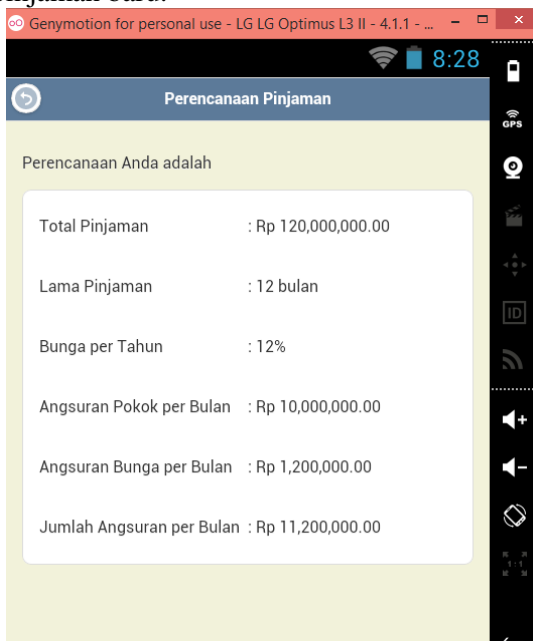 Genymotion for personal use - LG LG Optimus L3 II - 4.1.1 - ...
8:28
GPS
Perencanaan Pinjaman
Perencanaan Anda adalah
Total Pinjaman : Rp 120,000,000.00
Lama Pinjaman : 12 bulan
ID
Bunga per Tahun : 12%
Angsuran Pokok per Bulan : Rp 10,000,000.00
Angsuran Bunga per Bulan : Rp 1,200,000.00
Jumlah Angsuran per Bulan : Rp 11,200,000.00
1:1